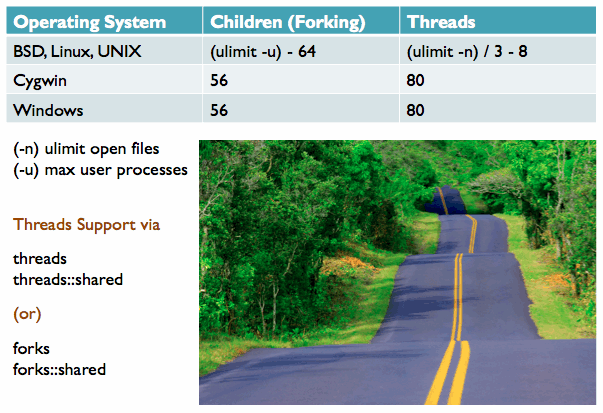 Operating System Children (Forking) Threads
BSD, Linux, UNIX (ulimit -u) - 64 (ulimit -n) / 3 - 8
Cygwin 56 80
Windows 56 80
(-n) ulimit open files
(-u) max user processes
Threads Support via
threads
threads::shared
(or)
forks
forks::shared